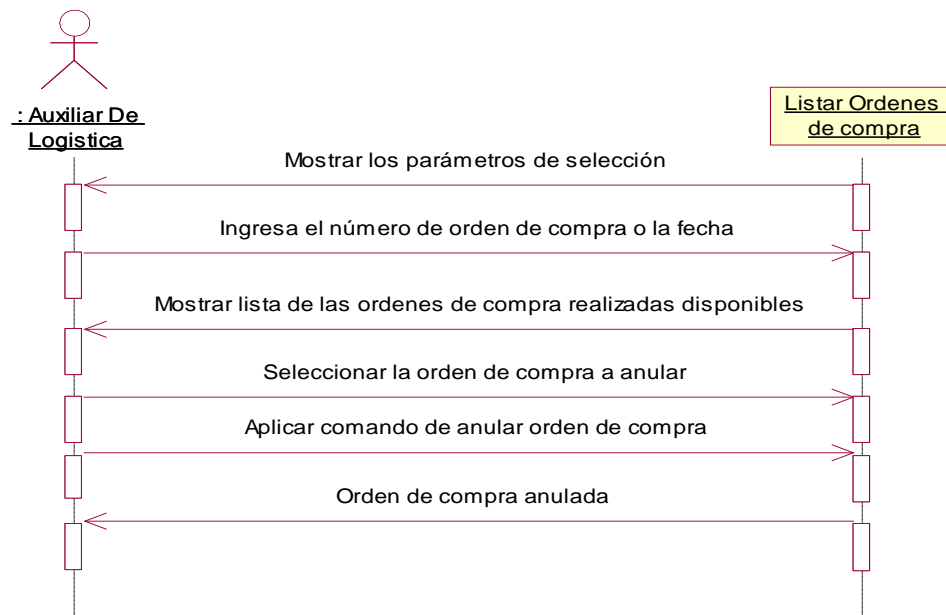 : Auxiliar De
Logistica
Listar Ordenes
de compra
Mostrar los parámetros de selección
Ingresa el número de orden de compra o la fecha
Mostrar lista de las ordenes de compra realizadas disponibles
Seleccionar la orden de compra a anular
Aplicar comando de anular orden de compra
Orden de compra anulada